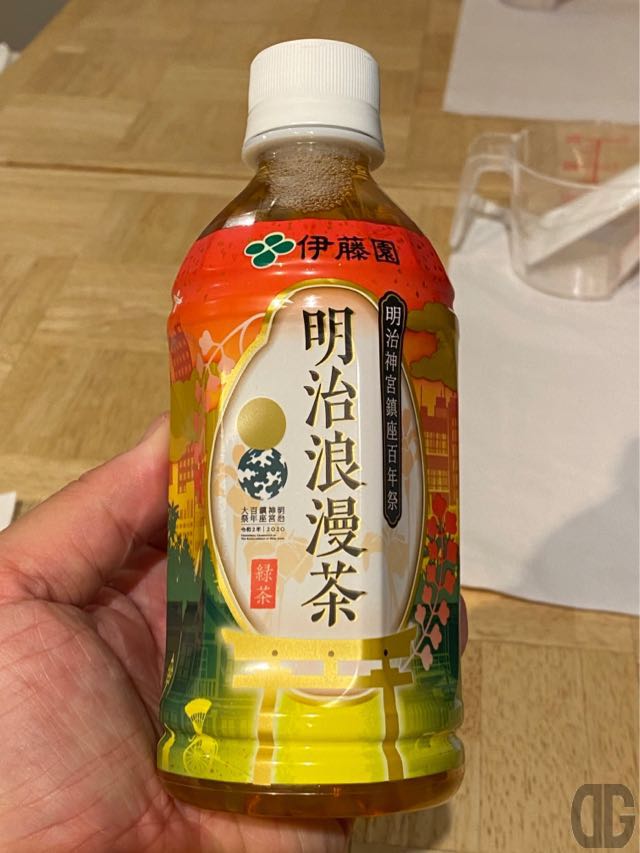 伊藤園
明治神宮鎮座百年祭
明治浪漫茶
明治
神宮
鎮座
百年
大祭
令和2年 | 2020
緑茶
DG